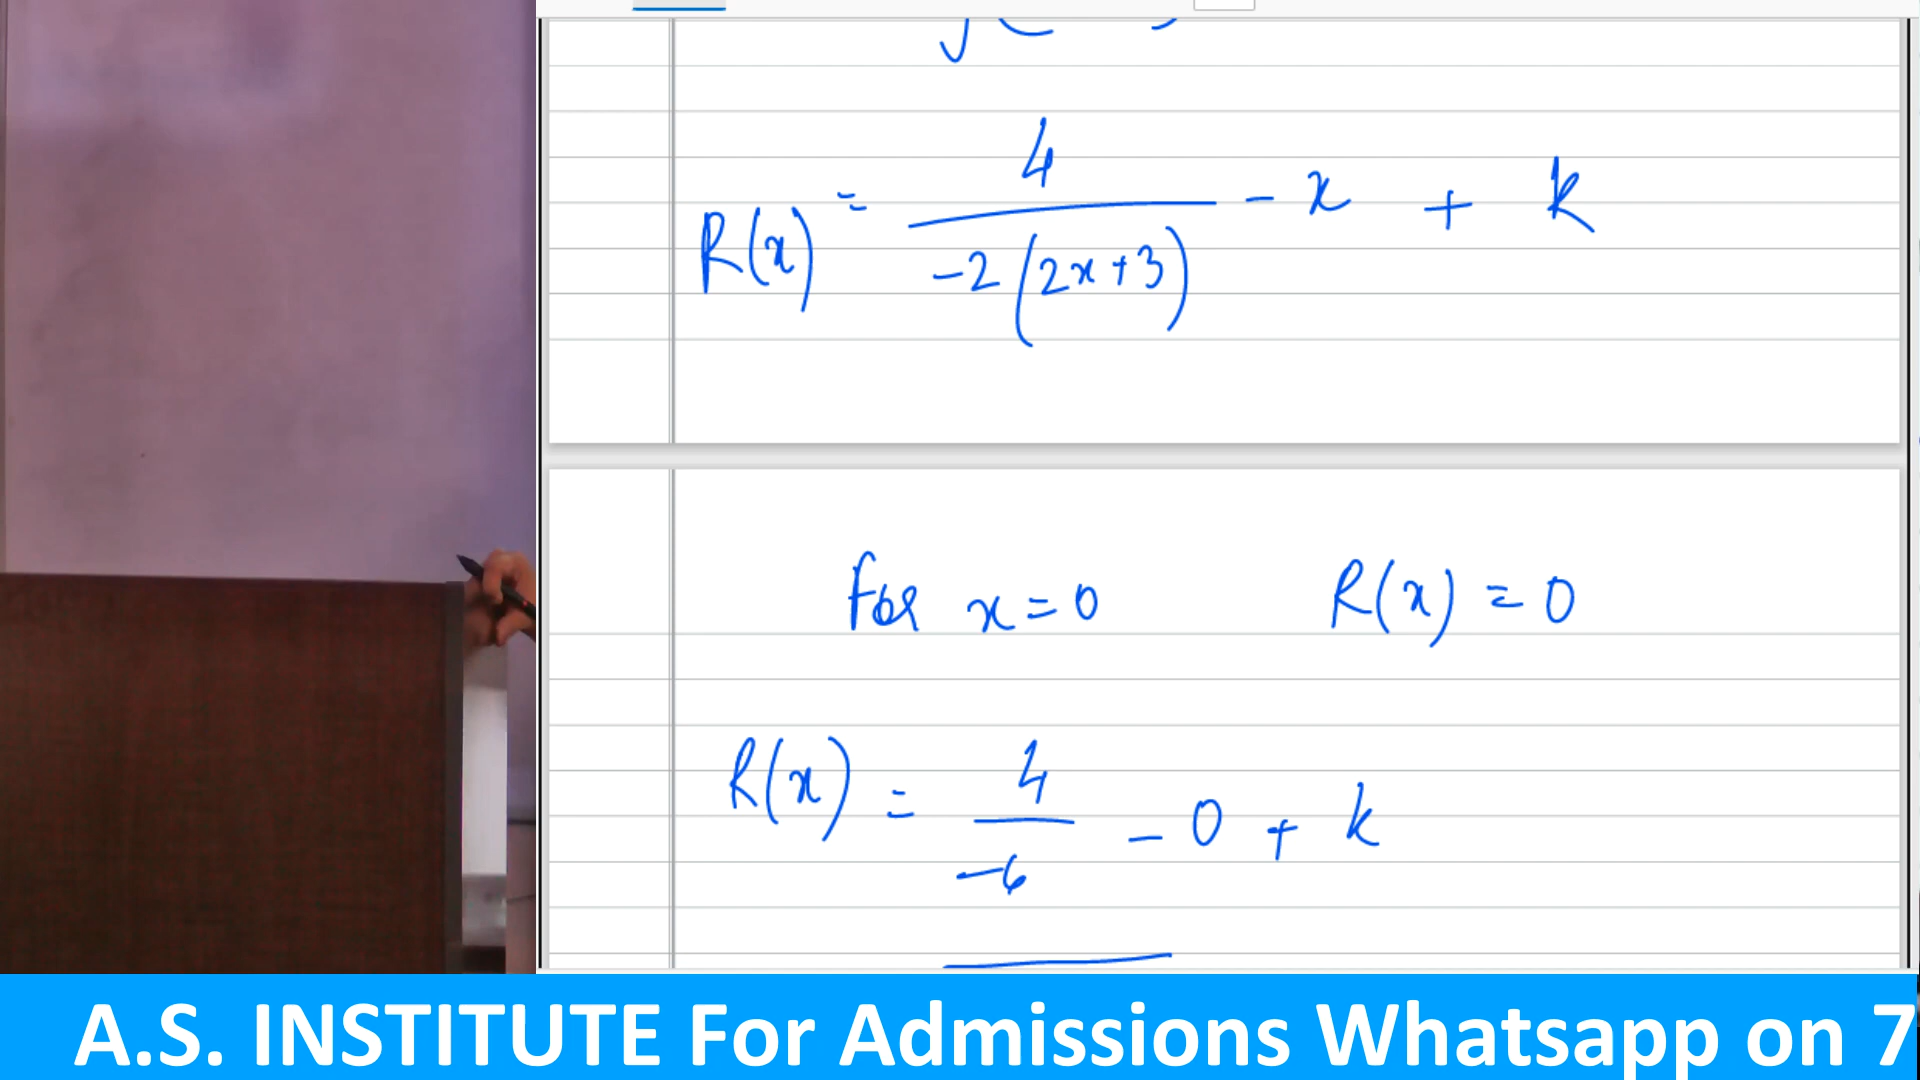 R(x) = 4 / -2(2x+3) - x + k
For x=0 R(x) = 0
R(x) = 4 / -6 - 0 + k
A.S. INSTITUTE For Admissions Whatsapp on 7